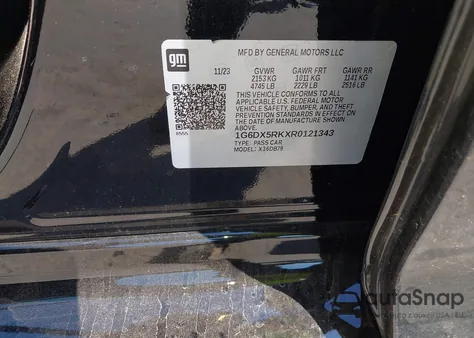 gm
MFD BY GENERAL MOTORS LLC
11/23 GVWR GAWR FRT GAWR RR
2153 KG 1011 KG 1141 KG
4745 LB 2229 LB 2516 LB
THIS VEHICLE CONFORMS TO ALL
APPLICABLE U.S. FEDERAL MOTOR
VEHICLE SAFETY, BUMPER, AND THEFT
PREVENTION STANDARDS IN EFFECT ON
THE DATE OF MANUFACTURE SHOWN
ABOVE.
1G6DX5RKXR0121343
TYPE: PASS CAR
MODEL: X16DB79
autoSnap